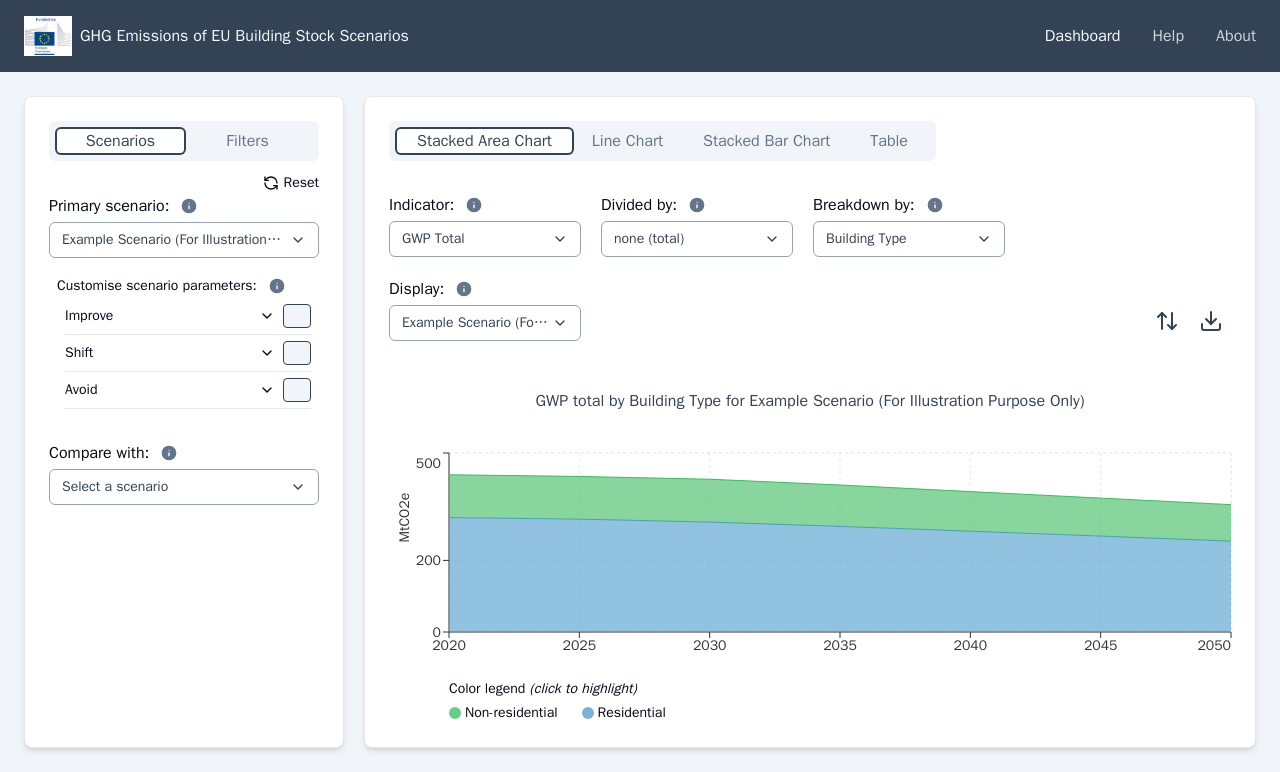 Funded by
GHG Emissions of EU Building Stock Scenarios
Dashboard
Help
About
Scenarios
Filters
Reset
Primary scenario:
Example Scenario (For Illustration···
Customise scenario parameters:
Improve
Shift
Avoid
Compare with:
Select a scenario
Stacked Area Chart
Line Chart
Stacked Bar Chart
Table
Indicator:
Divided by:
Breakdown by:
GWP Total
none (total)
Building Type
Display:
Example Scenario (Fo···
GWP total by Building Type for Example Scenario (For Illustration Purpose Only)
MtCO2e
500
200
0
2020
2025
2030
2035
2040
2045
2050
Color legend (click to highlight)
Non-residential
Residential